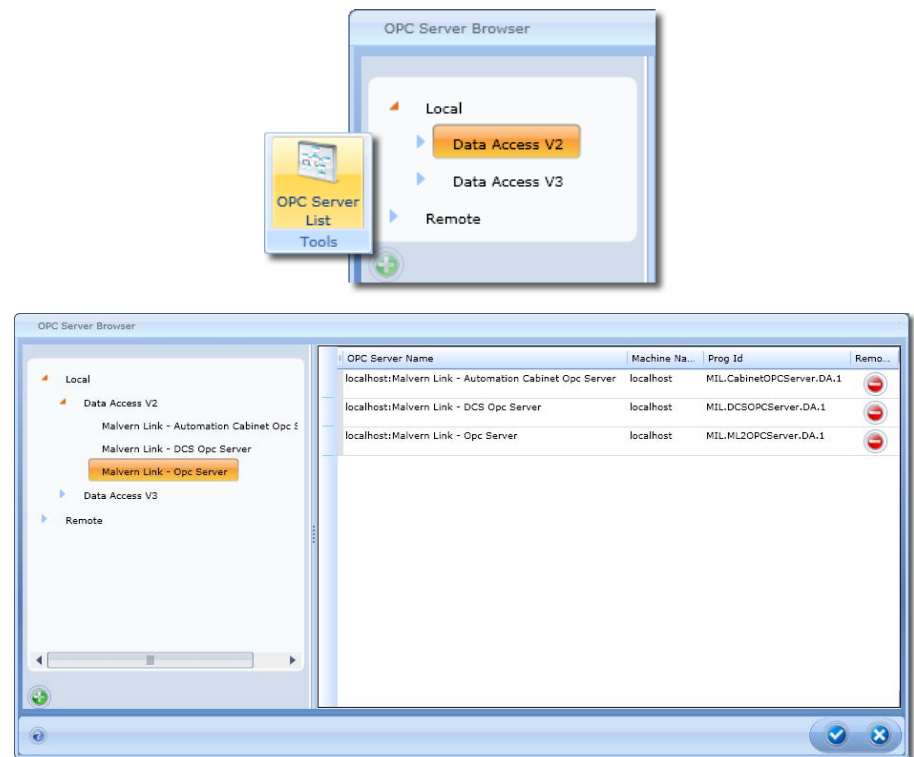 OPC Server Browser
Local
Data Access V2
Data Access V3
Remote
OPC Server
List
Tools
OPC Server Browser
Local
Data Access V2
Malvern Link - Automation Cabinet Opc S
Malvern Link - DCS Opc Server
Malvern Link - Opc Server
Data Access V3
Remote
OPC Server Name Machine Na... Prog Id Remo...
localhost:Malvern Link - Automation Cabinet Opc Server localhost MIL.CabinetOPCServer.DA.1
localhost:Malvern Link - DCS Opc Server localhost MIL.DCSOPCServer.DA.1
localhost:Malvern Link - Opc Server localhost MIL.ML2OPCServer.DA.1